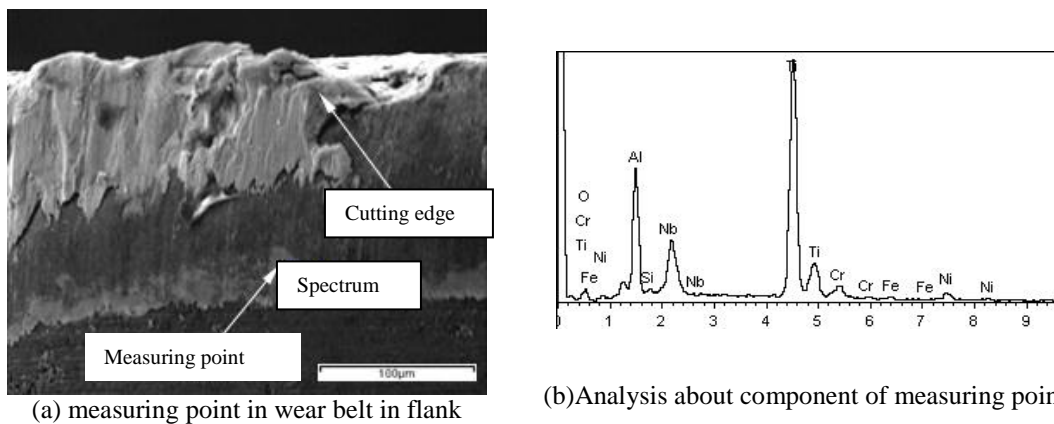 Cutting edge
Spectrum
Measuring point
100μm
(a) measuring point in wear belt in flank
Ti
Al
O
Cr
Ti
Ni
Fe
Si
Nb
Nb
Ti
Cr
Cr
Fe
Fe
Ni
Ni
0 1 2 3 4 5 6 7 8 9
(b)Analysis about component of measuring poin